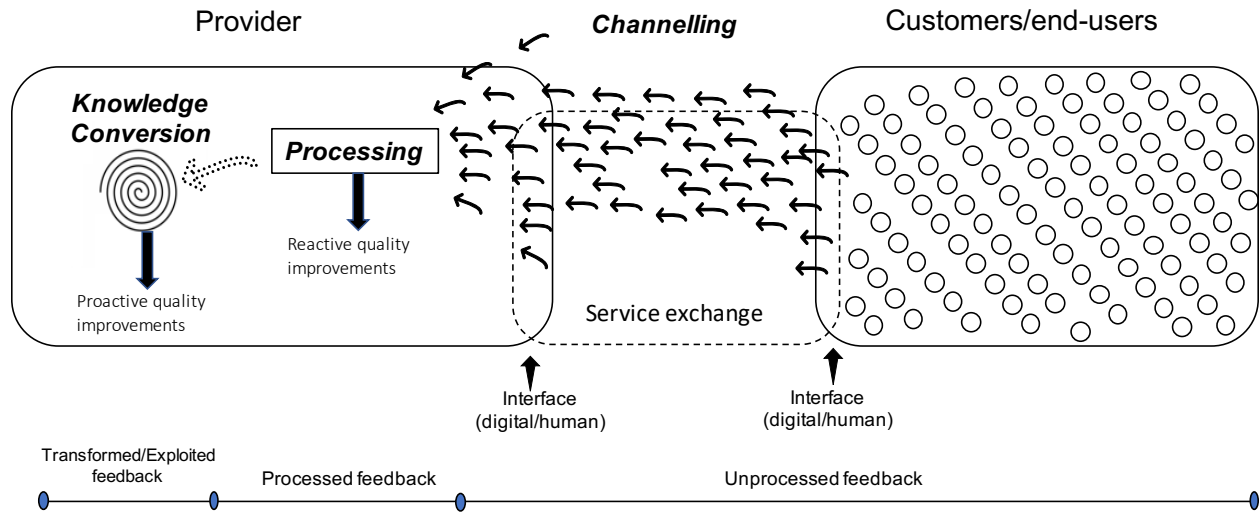 Provider
Channelling
Customers/end-users
Knowledge
Conversion
Processing
Reactive quality
improvements
Proactive quality
improvements
Service exchange
Interface
(digital/human)
Interface
(digital/human)
Transformed/Exploited
feedback
Processed feedback
Unprocessed feedback